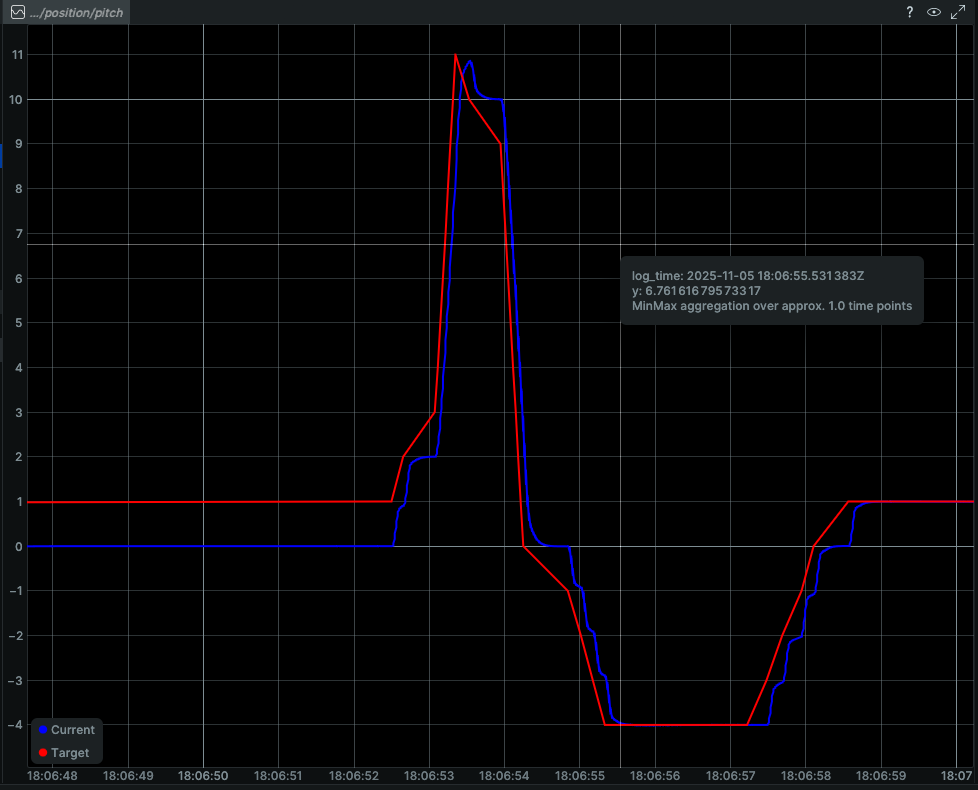 .../position/pitch
?
11
10
9
8
7
6
5
4
3
2
1
0
−1
−2
−3
−4
log_time: 2025-11-05 18:06:55.531383Z
y: 6.76161679573317
MinMax aggregation over approx. 1.0 time points
Current
Target
18:06:48 18:06:49 18:06:50 18:06:51 18:06:52 18:06:53 18:06:54 18:06:55 18:06:56 18:06:57 18:06:58 18:06:59 18:07